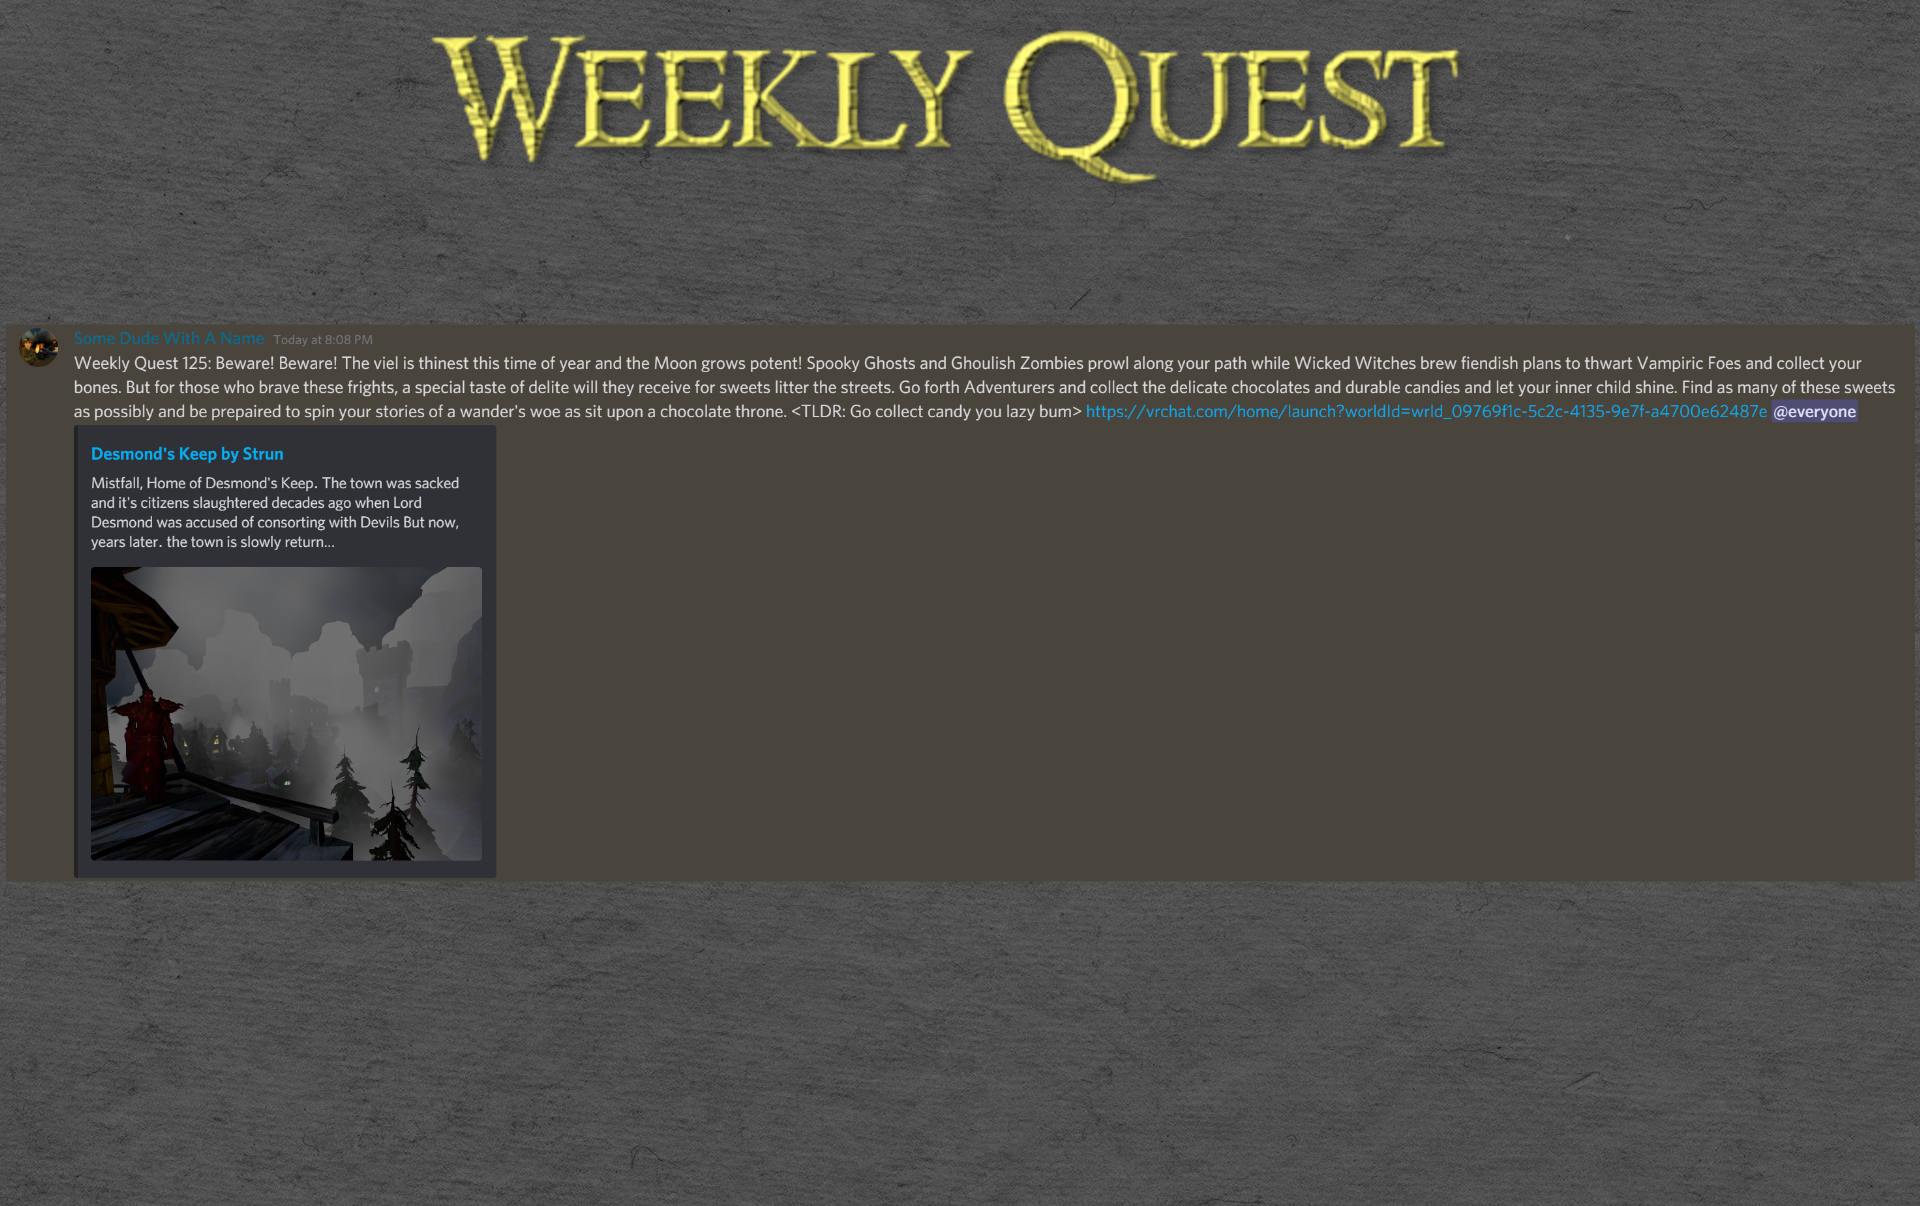 WEEKLY QUEST
Some Dude With A Name Today at 8:08 PM
Weekly Quest 125: Beware! Beware! The viel is thinest this time of year and the Moon grows potent! Spooky Ghosts and Ghoulish Zombies prowl along your path while Wicked Witches brew fiendish plans to thwart Vampiric Foes and collect your
bones. But for those who brave these frights, a special taste of delite will they receive for sweets litter the streets. Go forth Adventurers and collect the delicate chocolates and durable candies and let your inner child shine. Find as many of these sweets
as possibly and be prepaired to spin your stories of a wander's woe as sit upon a chocolate throne. <TLDR: Go collect candy you lazy bum> https://vrchat.com/home/launch?worldId=wrld_09769f1c-5c2c-4135-9e7f-a4700e62487e @everyone
Desmond's Keep by Strun
Mistfall, Home of Desmond's Keep. The town was sacked
and it's citizens slaughtered decades ago when Lord
Desmond was accused of consorting with Devils But now,
years later. the town is slowly return...